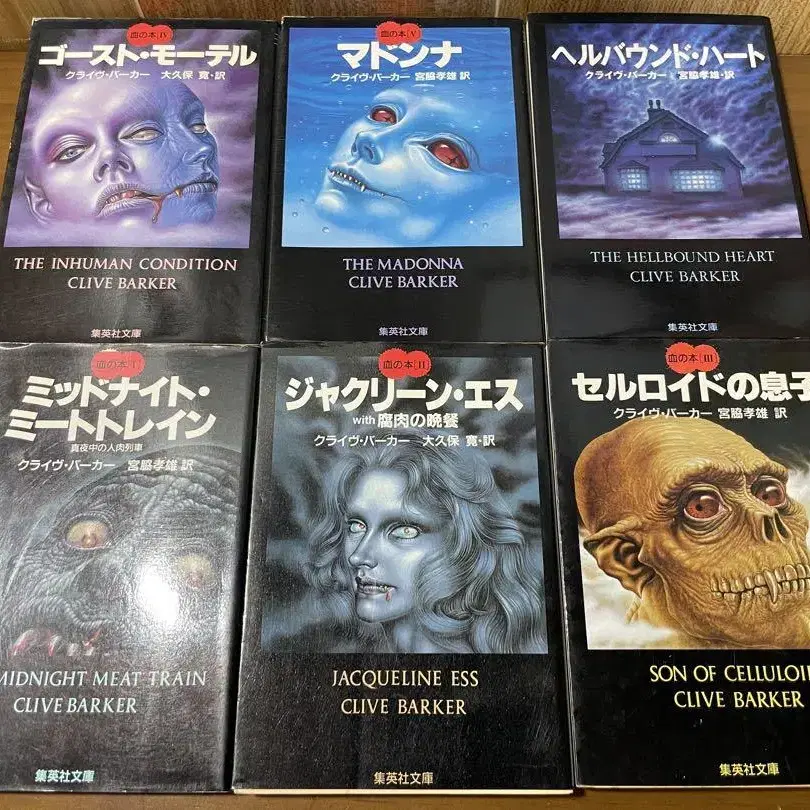 血の本[IV]
ゴースト・モーテル
クライヴ・バーカー 大久保 寛・訳
THE INHUMAN CONDITION
CLIVE BARKER
集英社文庫
血の本[V]
マドンナ
クライヴ・バーカー 宮脇孝雄 訳
THE MADONNA
CLIVE BARKER
集英社文庫
ヘルバウンド・ハート
クライヴ・バーカー 宮脇孝雄・訳
THE HELLBOUND HEART
CLIVE BARKER
集英社文庫
血の本[I]
ミッドナイト・
ミートトレイン
真夜中の人肉列車
クライヴ・バーカー 宮脇孝雄 訳
MIDNIGHT MEAT TRAIN
CLIVE BARKER
集英社文庫
血の本[II]
ジャクリーン・エス
with 腐肉の晩餐
クライヴ・バーカー 大久保 寛・訳
JACQUELINE ESS
CLIVE BARKER
集英社文庫
血の本[III]
セルロイドの息子
クライヴ・バーカー 宮脇孝雄 訳
SON OF CELLULOID
CLIVE BARKER
集英社文庫